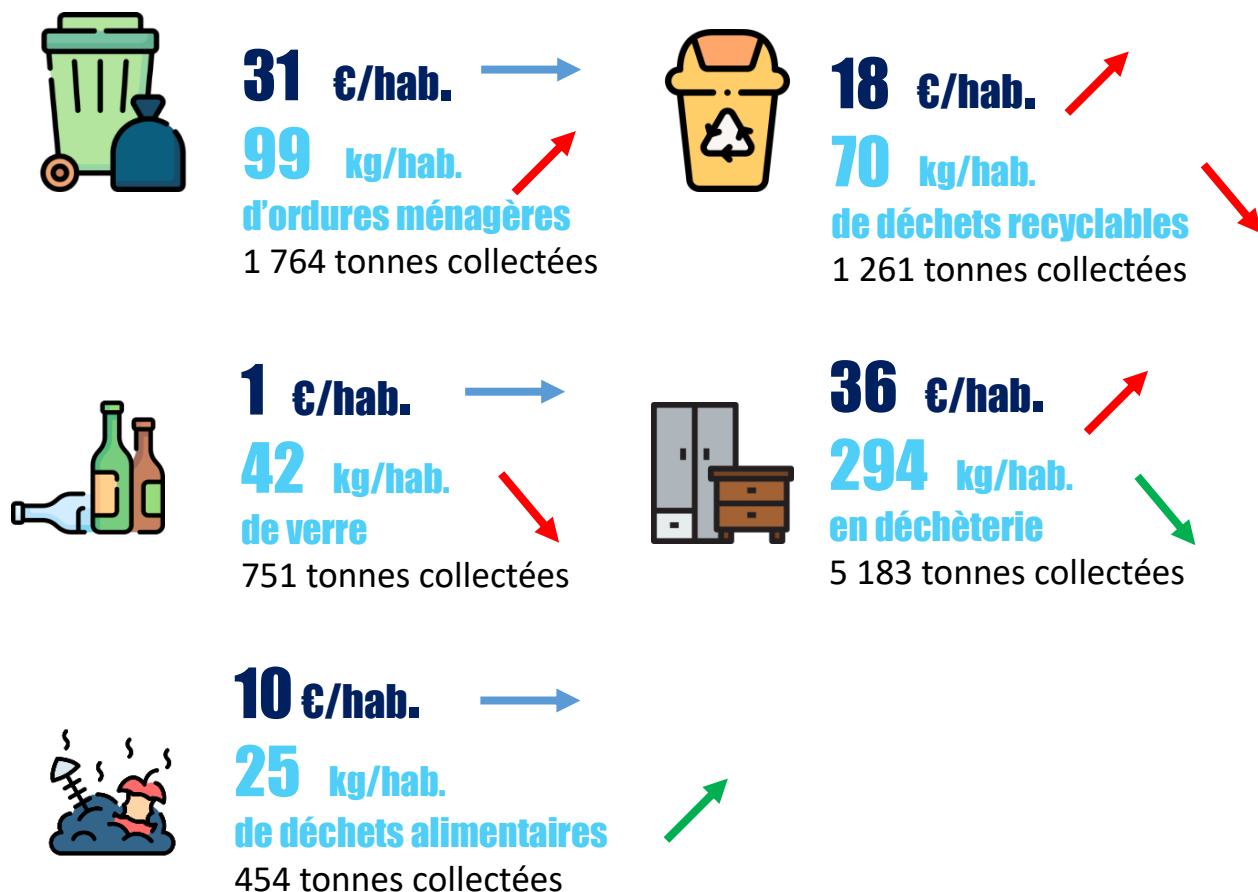 31 €/hab.
99 kg/hab.
d'ordures ménagères
1 764 tonnes collectées
18 €/hab.
70 kg/hab.
de déchets recyclables
1 261 tonnes collectées
1 €/hab.
42 kg/hab.
de verre
751 tonnes collectées
36 €/hab.
294 kg/hab.
en déchèterie
5 183 tonnes collectées
10 €/hab.
25 kg/hab.
de déchets alimentaires
454 tonnes collectées